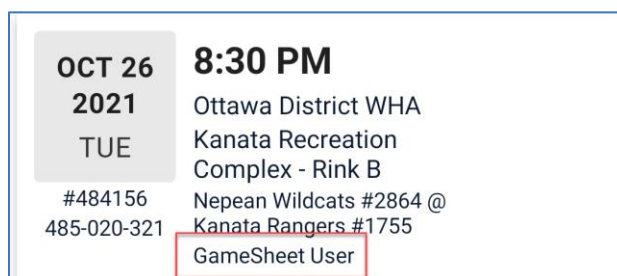 OCT 26
2021
TUE
#484156
485-020-321
8:30 PM
Ottawa District WHA
Kanata Recreation
Complex - Rink B
Nepean Wildcats #2864 @
Kanata Rangers #1755
GameSheet User